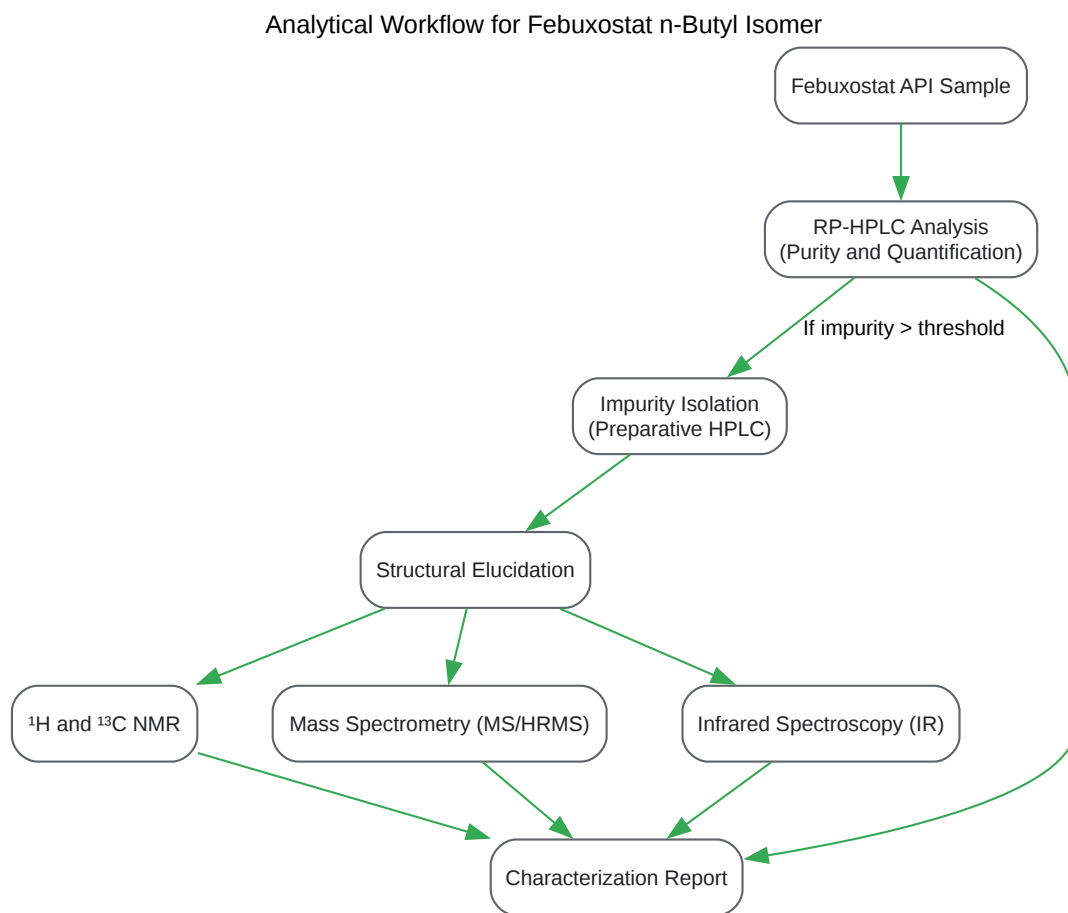 Analytical Workflow for Febuxostat n-Butyl Isomer
Febuxostat API Sample
RP-HPLC Analysis
(Purity and Quantification)
If impurity > threshold
Impurity Isolation
(Preparative HPLC)
Structural Elucidation
¹H and ¹³C NMR
Mass Spectrometry (MS/HRMS)
Infrared Spectroscopy (IR)
Characterization Report